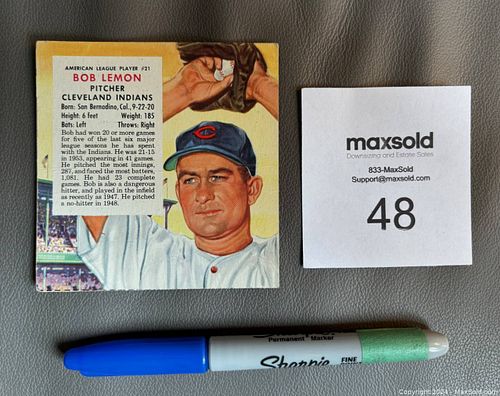 AMERICAN LEAGUE PLAYER #21
BOB LEMON
PITCHER
CLEVELAND INDIANS
Born: San Bernadino, Cal., 9-22-20
Height: 6 feet Weight: 185
Bats: Left Throws: Right
Bob had won 20 or more games
for five of the last six major
league seasons he has spent
with the Indians. He was 21-15
in 1953, appearing in 41 games.
He pitched the most innings,
287, and faced the most batters,
1,081. He had 23 complete
games. Bob is also a dangerous
hitter, and played in the infield
as recently as 1947. He pitched
a no-hitter in 1948.
C
maxsold
Downsizing and Estate Sales
833-MaxSold
Support@maxsold.com
48
Permanent Marker
Sharpie
FINE
Copyright 2024 - MaxSold.com